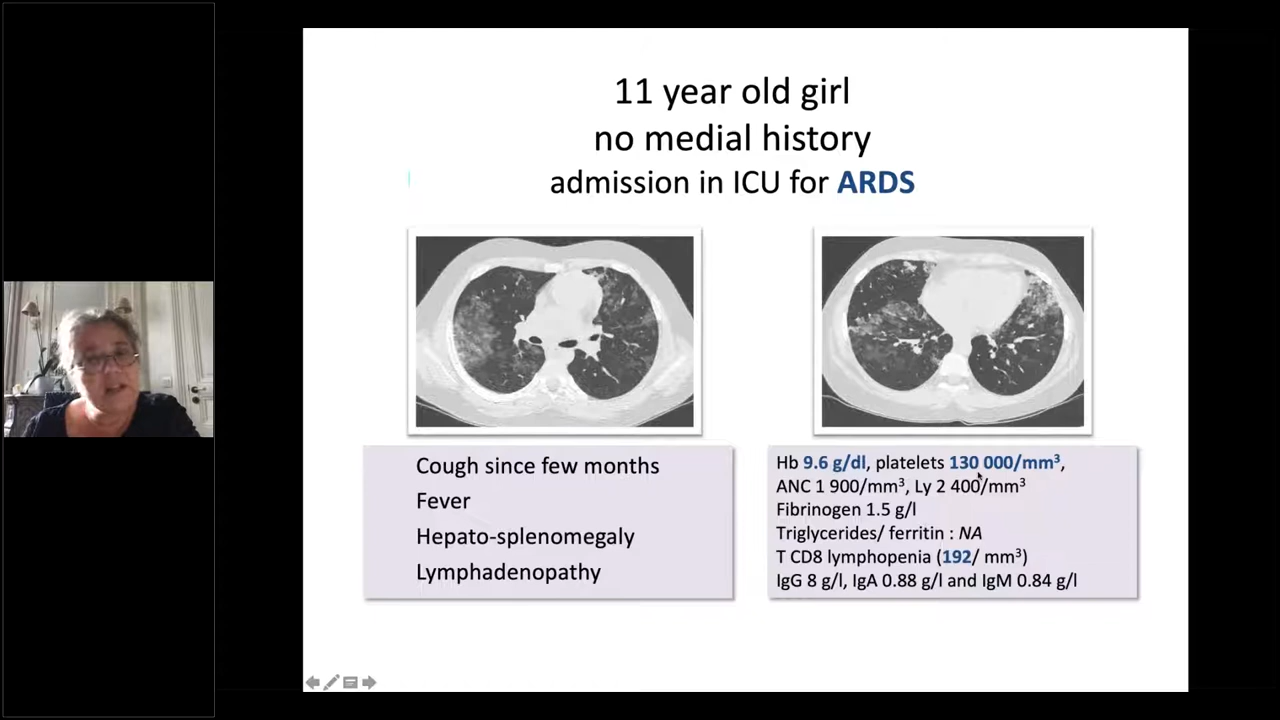 11 year old girl
no medial history
admission in ICU for ARDS
Cough since few months
Fever
Hepato-splenomegaly
Lymphadenopathy
Hb 9.6 g/dl, platelets 130 000/mm³,
ANC 1 900/mm³, Ly 2 400/mm³
Fibrinogen 1.5 g/l
Triglycerides/ ferritin : NA
T CD8 lymphopenia (192/ mm³)
IgG 8 g/l, IgA 0.88 g/l and IgM 0.84 g/l